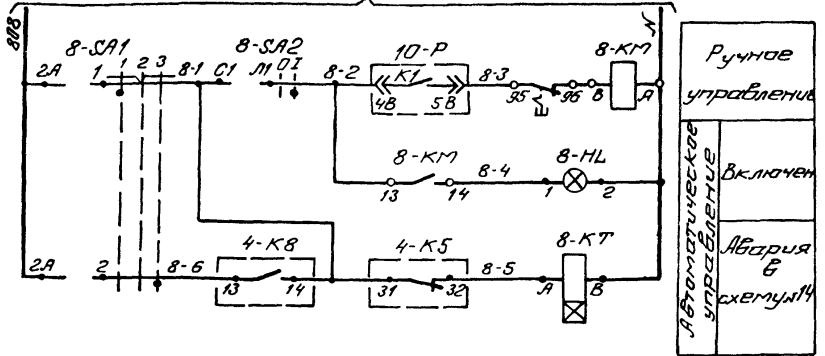 808
N
8-SA1
8-SA2
10-P
8-KM
2A
1
1
2
3
8-1
C1
Л1
O I
8-2
K1
4B
5B
8-3
95
96
B
A
8-KM
13
14
8-4
8-HL
1
2
2A
2
8-6
4-K8
13
14
4-K5
31
32
8-5
8-KT
A
B
Ручное
управление
Автоматическое
управление
Включен
Авария
в
схему л14